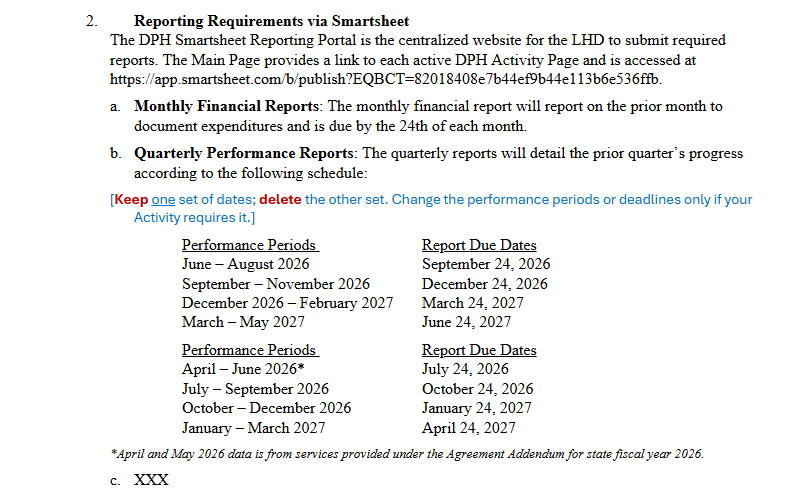 2. Reporting Requirements via Smartsheet
The DPH Smartsheet Reporting Portal is the centralized website for the LHD to submit required
reports. The Main Page provides a link to each active DPH Activity Page and is accessed at
https://app.smartsheet.com/b/publish?EQBCT=82018408e7b44ef9b44e113b6e536ffb.
a. Monthly Financial Reports: The monthly financial report will report on the prior month to
document expenditures and is due by the 24th of each month.
b. Quarterly Performance Reports: The quarterly reports will detail the prior quarter's progress
according to the following schedule:
[Keep one set of dates; delete the other set. Change the performance periods or deadlines only if your
Activity requires it.]
Performance Periods Report Due Dates
June – August 2026 September 24, 2026
September – November 2026 December 24, 2026
December 2026 – February 2027 March 24, 2027
March – May 2027 June 24, 2027
Performance Periods Report Due Dates
April – June 2026* July 24, 2026
July – September 2026 October 24, 2026
October – December 2026 January 24, 2027
January – March 2027 April 24, 2027
*April and May 2026 data is from services provided under the Agreement Addendum for state fiscal year 2026.
c. XXX